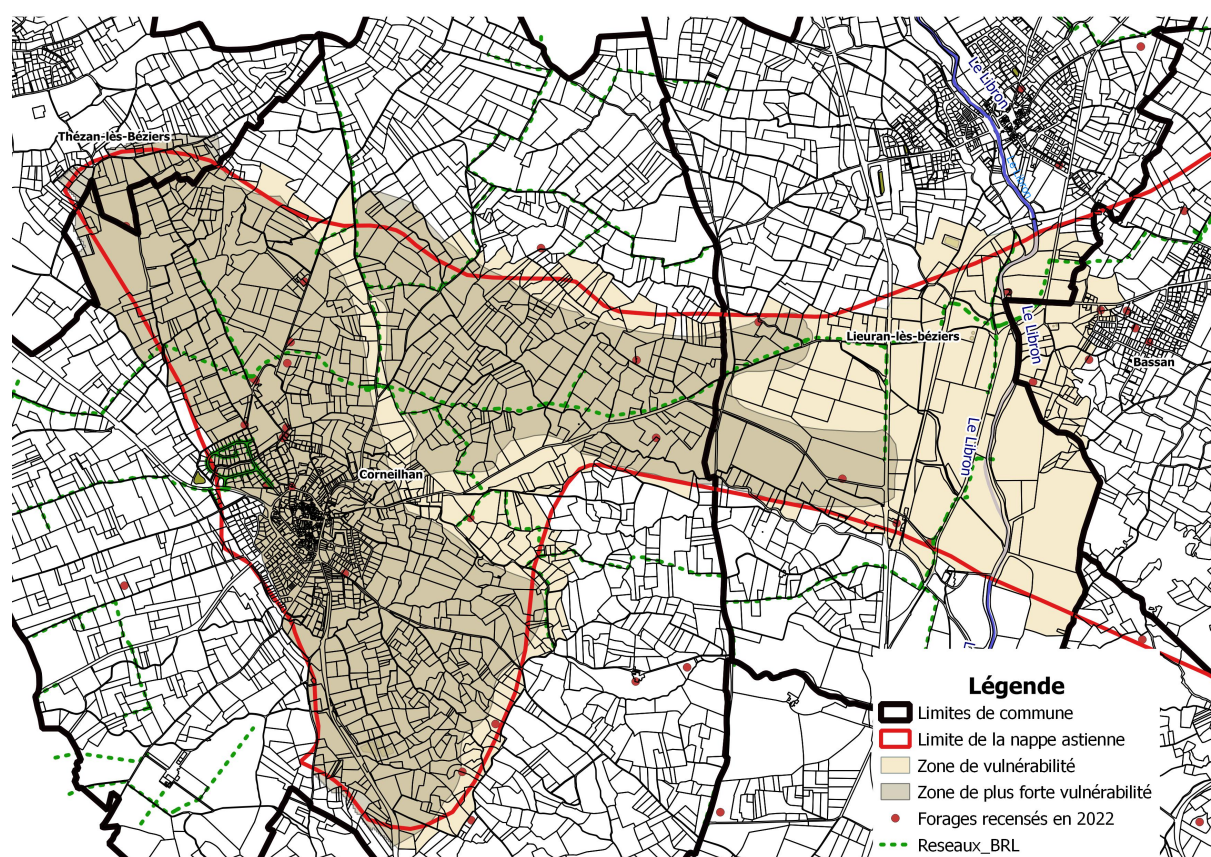 Le Libron
Thézan-lès-Béziers
Le Libron
Lieuran-lès-béziers
Bassan
Le Libron
Corneilhan
Légende
Limites de commune
Limite de la nappe astienne
Zone de vulnérabilité
Zone de plus forte vulnérabilité
Forages recensés en 2022
Reseaux_BRL